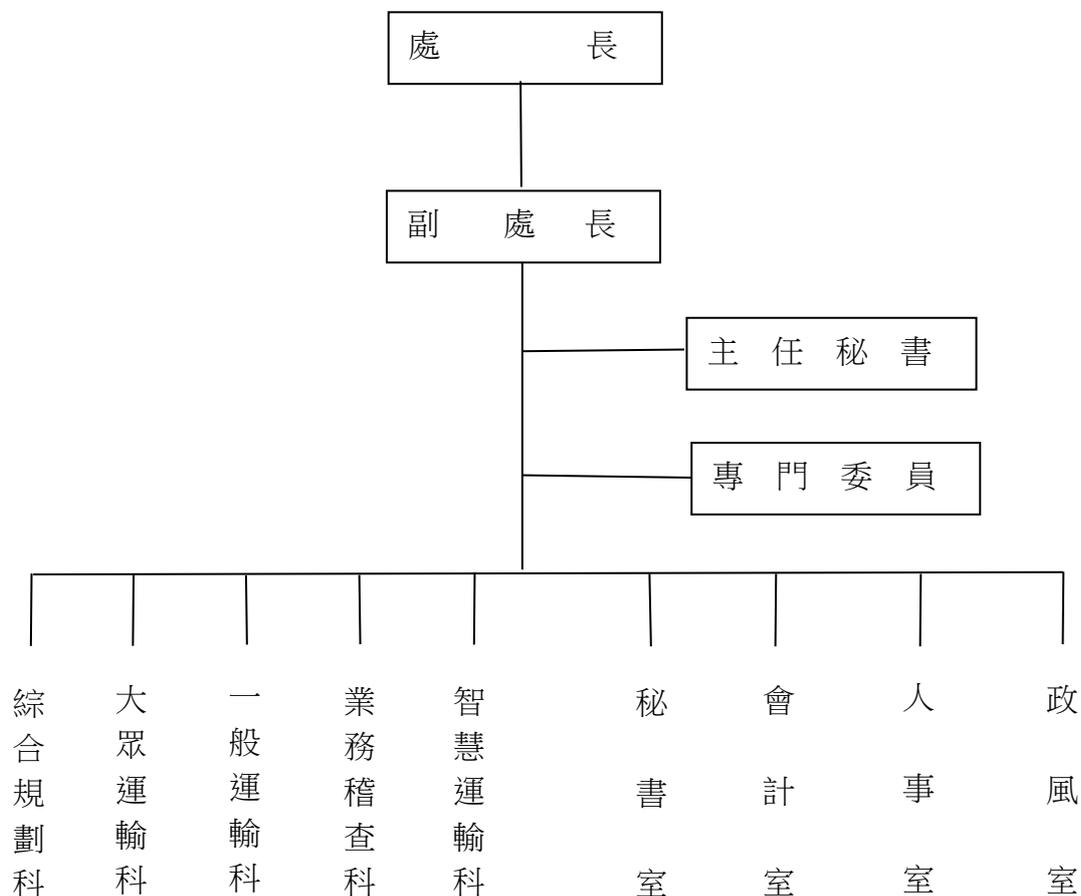 處長
副處長
主任秘書
專門委員
綜合規劃科
大眾運輸科
一般運輸科
業務稽查科
智慧運輸科
秘書室
會計室
人事室
政風室